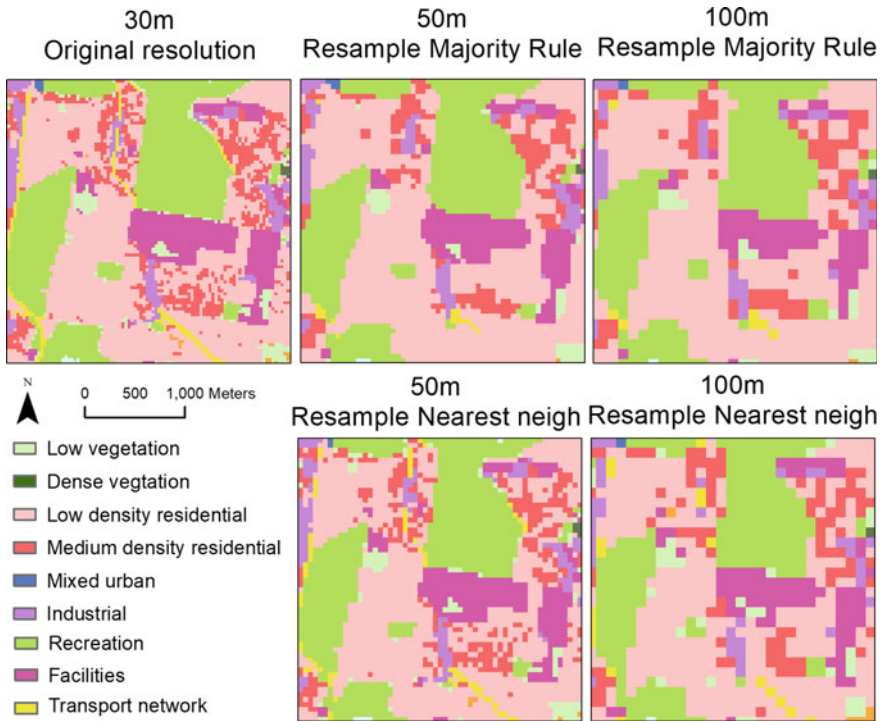 30m
Original resolution
50m
Resample Majority Rule
100m
Resample Majority Rule
N
0 500 1,000 Meters
50m
Resample Nearest neigh
100m
Resample Nearest neigh
Low vegetation
Dense vegtation
Low density residential
Medium density residential
Mixed urban
Industrial
Recreation
Facilities
Transport network